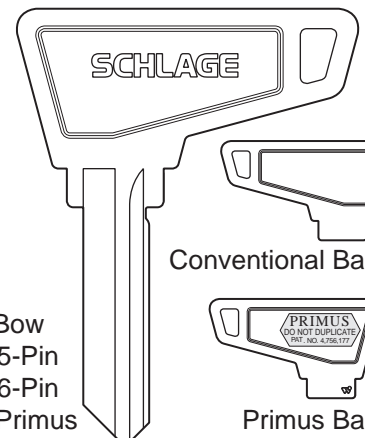 SCHLAGE
Conventional Ba
Bow
5-Pin
6-Pin
Primus
PRIMUS
DO NOT DUPLICATE
PAT. NO. 4,756,177
Primus Ba